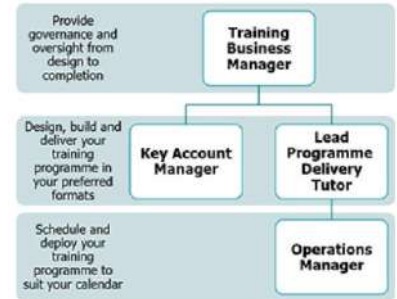 Provide
governance and
oversight from
design to
completion
Training
Business
Manager
Design, build and
deliver your
training
programme in
your preferred
formats
Key Account
Manager
Lead
Programme
Delivery
Tutor
Schedule and
deploy your
training
programme to
suit your calendar
Operations
Manager